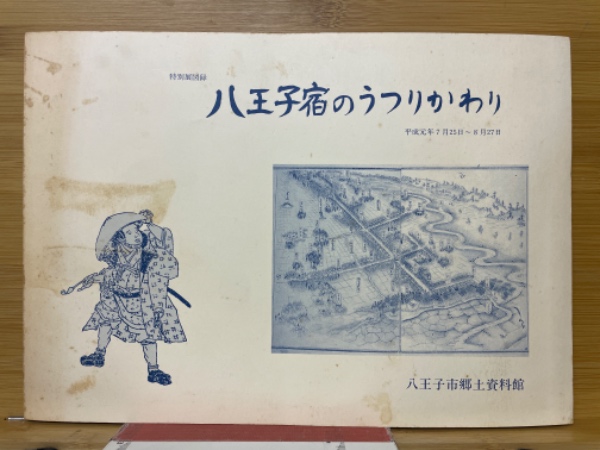 特別展図録
八王子宿のうつりかわり
平成元年7月25日～8月27日
八王子市郷土資料館